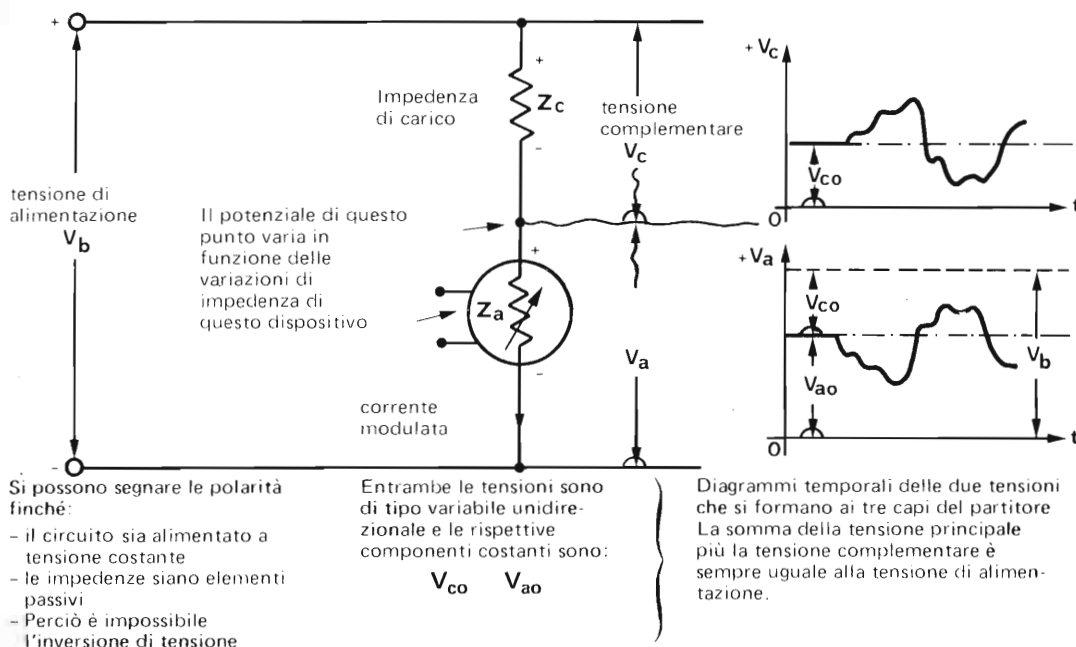 +
+
Impedenza
di carico
Zc
-
tensione
complementare
Vc
tensione di
alimentazione
Vb
Il potenziale di questo
punto varia in
funzione delle
variazioni di
impedenza di
questo dispositivo
+
Za
-
Va
corrente
modulata
-
+ Vc
Vco
0
t
+Va
Vco
Vao
Vb
0
t
Si possono segnare le polarità
finché:
- il circuito sia alimentato a
tensione costante
- le impedenze siano elementi
passivi
- Perciò è impossibile
l'inversione di tensione
Entrambe le tensioni sono
di tipo variabile unidire-
zionale e le rispettive
componenti costanti sono:
Vco Vao
Diagrammi temporali delle due tensioni
che si formano ai tre capi del partitore
La somma della tensione principale
più la tensione complementare è
sempre uguale alla tensione di alimen-
tazione.